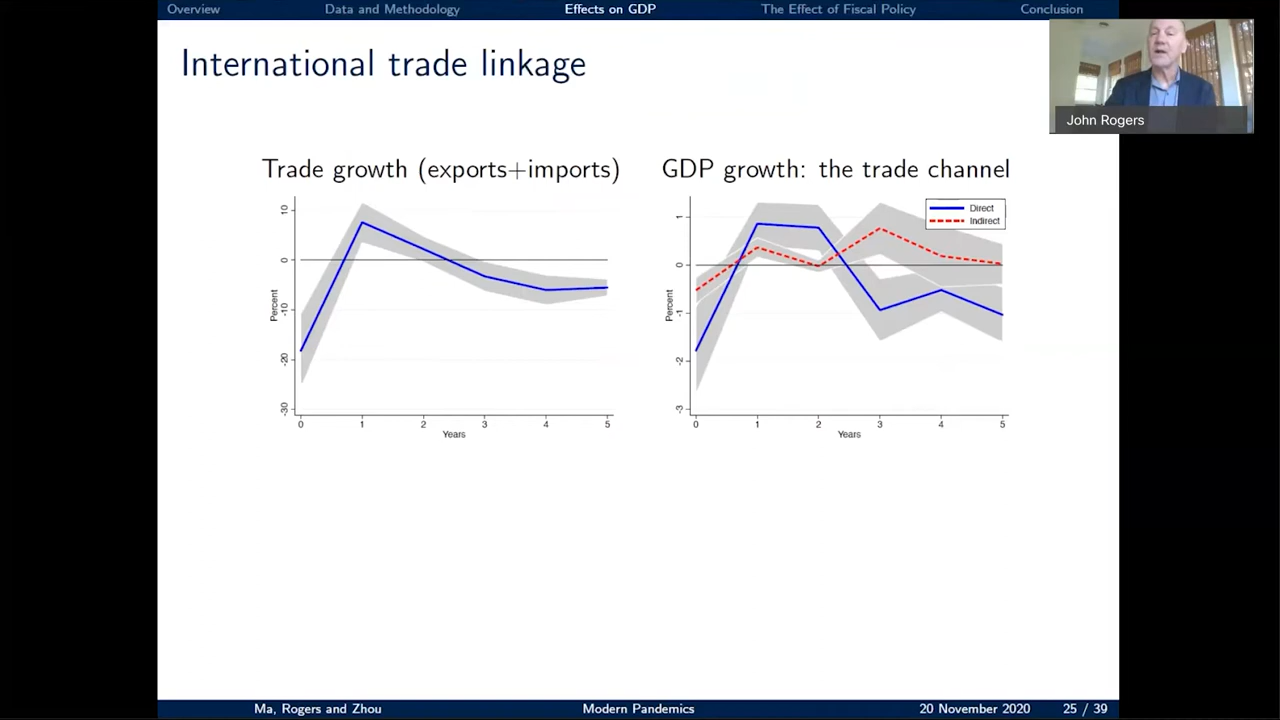 Overview Data and Methodology Effects on GDP The Effect of Fiscal Policy Conclusion
International trade linkage
John Rogers
Trade growth (exports+imports)
10
0
-10
-20
-30
Percent
0 1 2 3 4 5
Years
GDP growth: the trade channel
Direct
Indirect
1
0
-1
-2
-3
Percent
0 1 2 3 4 5
Years
Ma, Rogers and Zhou Modern Pandemics 20 November 2020 25 / 39